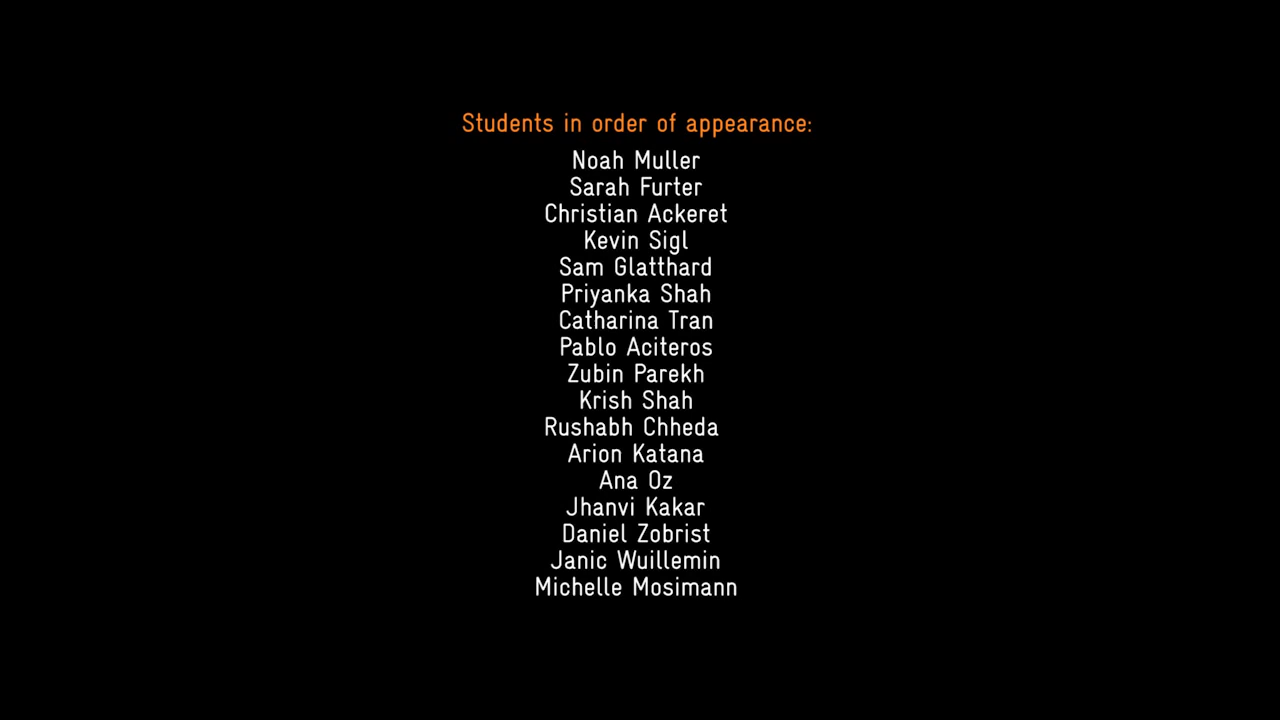 Students in order of appearance:
Noah Muller
Sarah Furter
Christian Ackeret
Kevin Sigl
Sam Glatthard
Priyanka Shah
Catharina Tran
Pablo Aciteros
Zubin Parekh
Krish Shah
Rushabh Chheda
Arion Katana
Ana Oz
Jhanvi Kakar
Daniel Zobrist
Janic Wuillemin
Michelle Mosimann